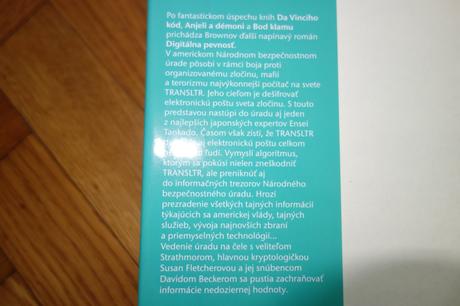 Po fantastickom úspechu kníh Da Vinciho
kód, Anjeli a démoni a Bod klamu
prichádza Brownov ďalší napínavý román
Digitálna pevnosť.
V americkom Národnom bezpečnostnom
úrade pôsobí v rámci boja proti
organizovanému zločinu, mafii
a terorizmu najvýkonnejší počítač na svete
TRANSLTR. Jeho cieľom je dešifrovať
elektronickú poštu sveta zločinu. S touto
predstavou nastúpi do úradu aj jeden
z najlepších japonských expertov Ensei
Tankado. Časom však zistí, že TRANSLTR
aj elektronickú poštu celkom
ľudí. Vymyslí algoritmus,
ktorým sa pokúsi nielen zneškodniť
TRANSLTR, ale preniknúť aj
do informačných trezorov Národného
bezpečnostného úradu. Hrozí
prezradenie všetkých tajných informácií
týkajúcich sa americkej vlády, tajných
služieb, vývoja najnovších zbraní
a priemyselných technológií...
Vedenie úradu na čele s veliteľom
Strathmorom, hlavnou kryptologičkou
Susan Fletcherovou a jej snúbencom
Davidom Beckerom sa pustia zachraňovať
informácie nedoziernej hodnoty.